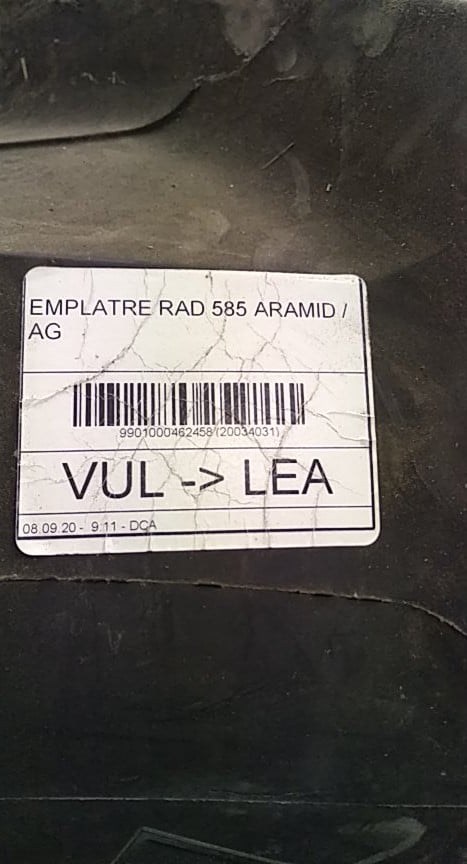 EMPLATRE RAD 585 ARAMID /
AG
9901000462458 (20034031)
VUL -> LEA
08.09.20 - 9:11 - DCA